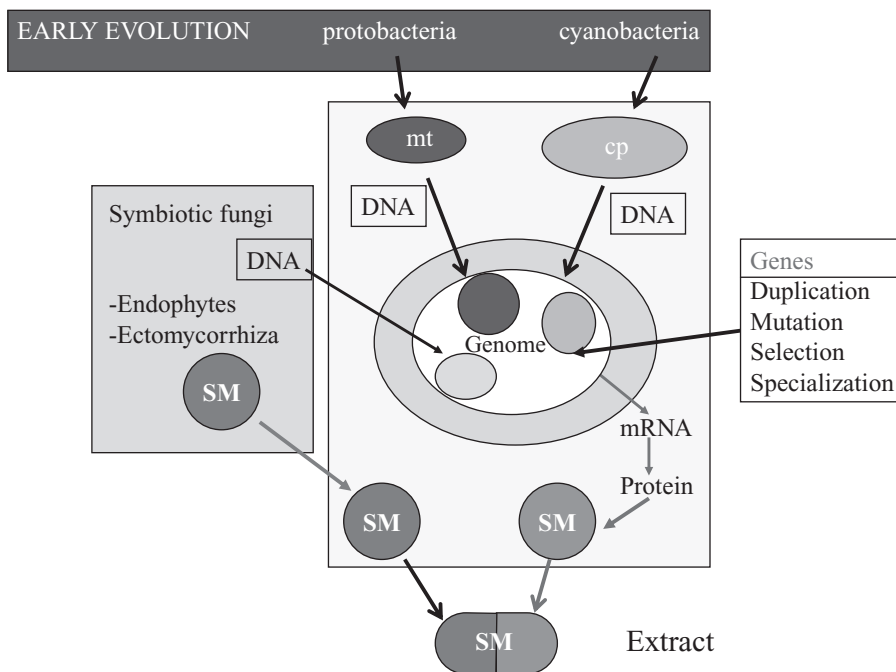 EARLY EVOLUTION protobacteria cyanobacteria
mt
cp
DNA
DNA
Symbiotic fungi
DNA
-Endophytes
-Ectomycorrhiza
SM
Genome
Genes
Duplication
Mutation
Selection
Specialization
mRNA
Protein
SM
SM
SM
Extract